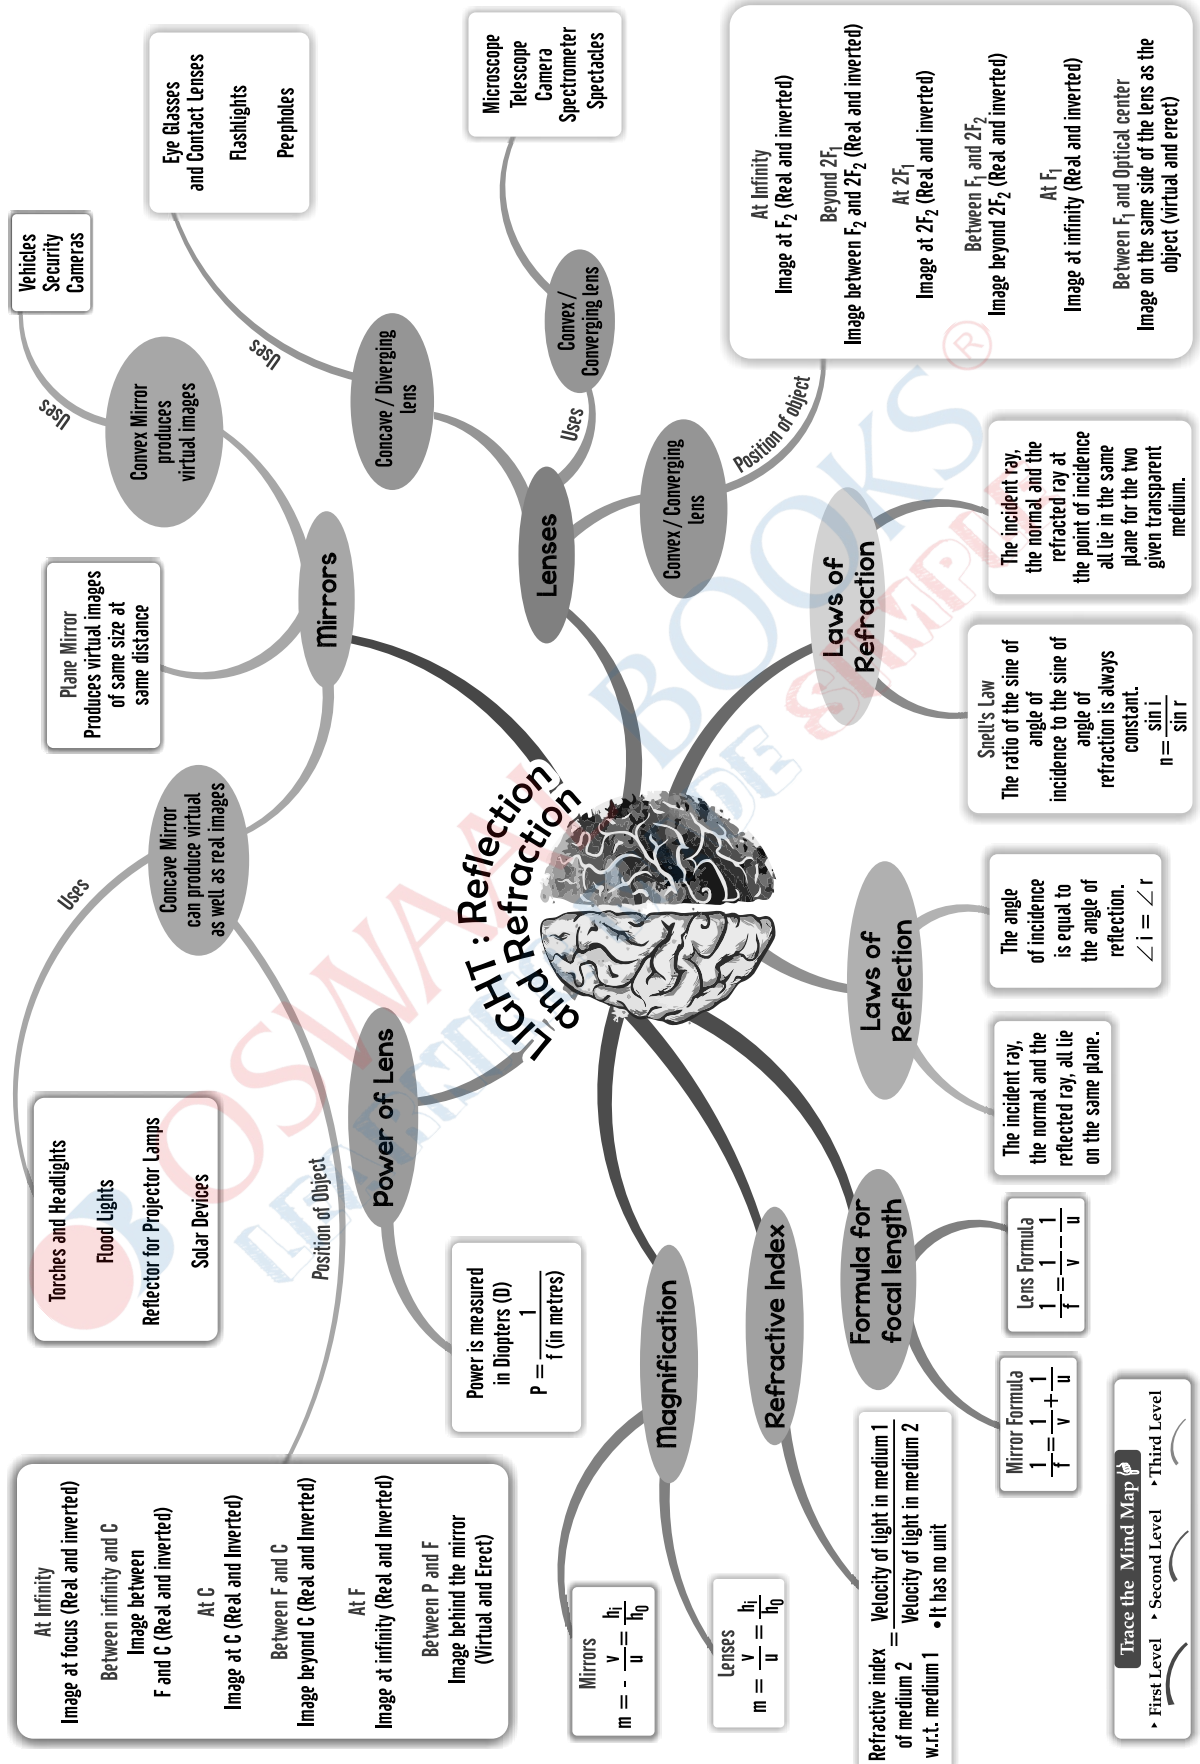 LIGHT : Reflection
and Refraction
Mirrors
Convex Mirror
produces
virtual images
Uses
Vehicles
Security
Cameras
Plane Mirror
Produces virtual images
of same size at
same distance
Concave Mirror
can produce virtual
as well as real images
Uses
Torches and Headlights
Flood Lights
Reflector for Projector Lamps
Solar Devices
Position of Object
At Infinity
Image at focus (Real and inverted)
Between infinity and C
Image between
F and C (Real and inverted)
At C
Image at C (Real and Inverted)
Between F and C
Image beyond C (Real and Inverted)
At F
Image at infinity (Real and Inverted)
Between P and F
Image behind the mirror
(Virtual and Erect)
Lenses
Concave / Diverging
lens
Uses
Eye Glasses
and Contact Lenses
Flashlights
Peepholes
Convex /
Converging lens
Uses
Microscope
Telescope
Camera
Spectrometer
Spectacles
Convex / Converging
lens
Position of object
At Infinity
Image at F2 (Real and inverted)
Beyond 2F1
Image between F2 and 2F2 (Real and inverted)
At 2F1
Image at 2F2 (Real and inverted)
Between F1 and 2F2
Image beyond 2F2 (Real and inverted)
At F1
Image at infinity (Real and inverted)
Between F1 and Optical center
Image on the same side of the lens as the
object (virtual and erect)
Laws of
Refraction
The incident ray,
the normal and the
refracted ray at
the point of incidence
all lie in the same
plane for the two
given transparent
medium.
Snell's Law
The ratio of the sine of
angle of
incidence to the sine of
angle of
refraction is always
constant.
n = sin i / sin r
Laws of
Reflection
The angle
of incidence
is equal to
the angle of
reflection.
∠ i = ∠ r
The incident ray,
the normal and the
reflected ray, all lie
on the same plane.
Formula for
focal length
Lens Formula
1/f = 1/v - 1/u
Mirror Formula
1/f = 1/v + 1/u
Refractive Index
Refractive index
of medium 2
w.r.t. medium 1
= Velocity of light in medium 1 / Velocity of light in medium 2
• It has no unit
Magnification
Mirrors
m = - v/u = hi/h0
Lenses
m = v/u = hi/h0
Power of Lens
Power is measured
in Diopters (D)
P = 1 / f (in metres)
Trace the Mind Map
First Level
Second Level
Third Level
OSWAAL BOOKS ®
LEARNING MADE SIMPLE